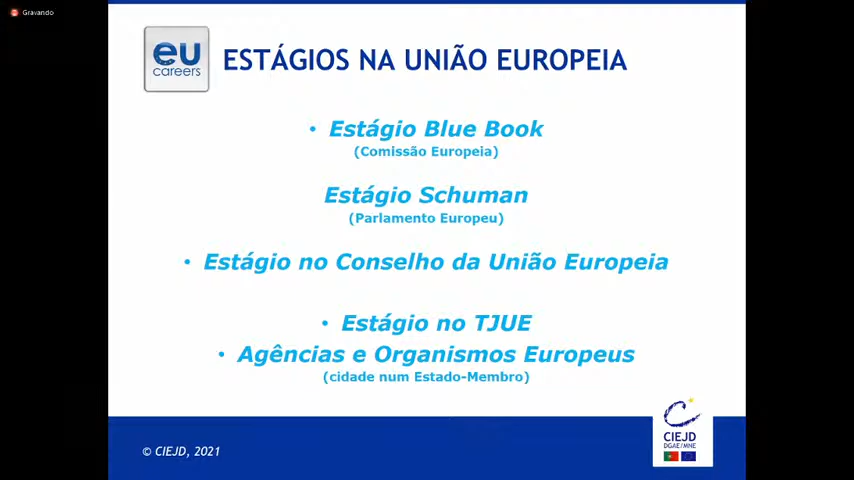 Gravando
eu
careers
ESTÁGIOS NA UNIÃO EUROPEIA
• Estágio Blue Book
(Comissão Europeia)
Estágio Schuman
(Parlamento Europeu)
• Estágio no Conselho da União Europeia
• Estágio no TJUE
• Agências e Organismos Europeus
(cidade num Estado-Membro)
© CIEJD, 2021
CIEJD
DGAE/MNE